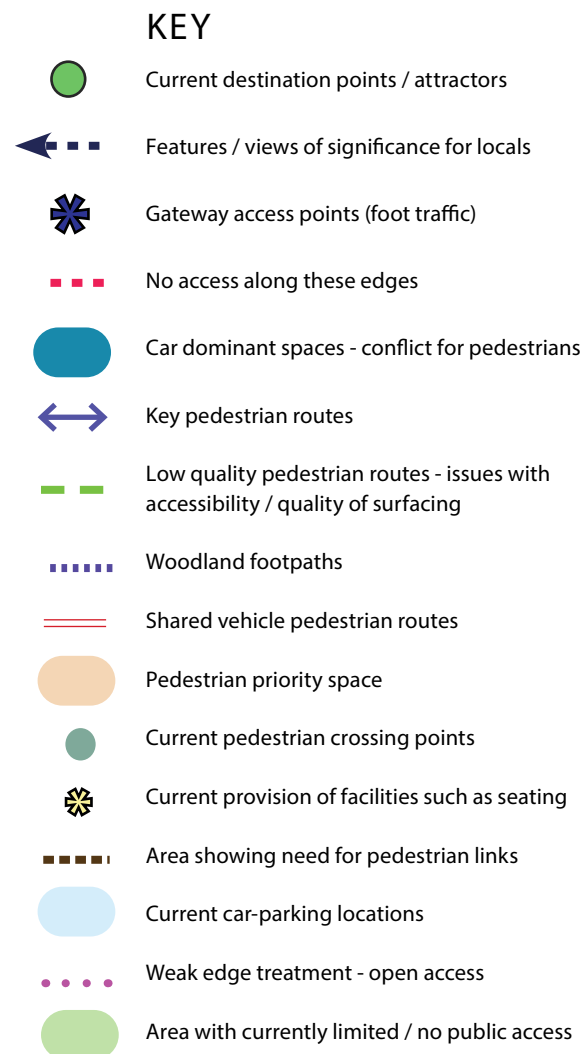 KEY
Current destination points / attractors
Features / views of significance for locals
Gateway access points (foot traffic)
No access along these edges
Car dominant spaces - conflict for pedestrians
Key pedestrian routes
Low quality pedestrian routes - issues with
accessibility / quality of surfacing
Woodland footpaths
Shared vehicle pedestrian routes
Pedestrian priority space
Current pedestrian crossing points
Current provision of facilities such as seating
Area showing need for pedestrian links
Current car-parking locations
Weak edge treatment - open access
Area with currently limited / no public access